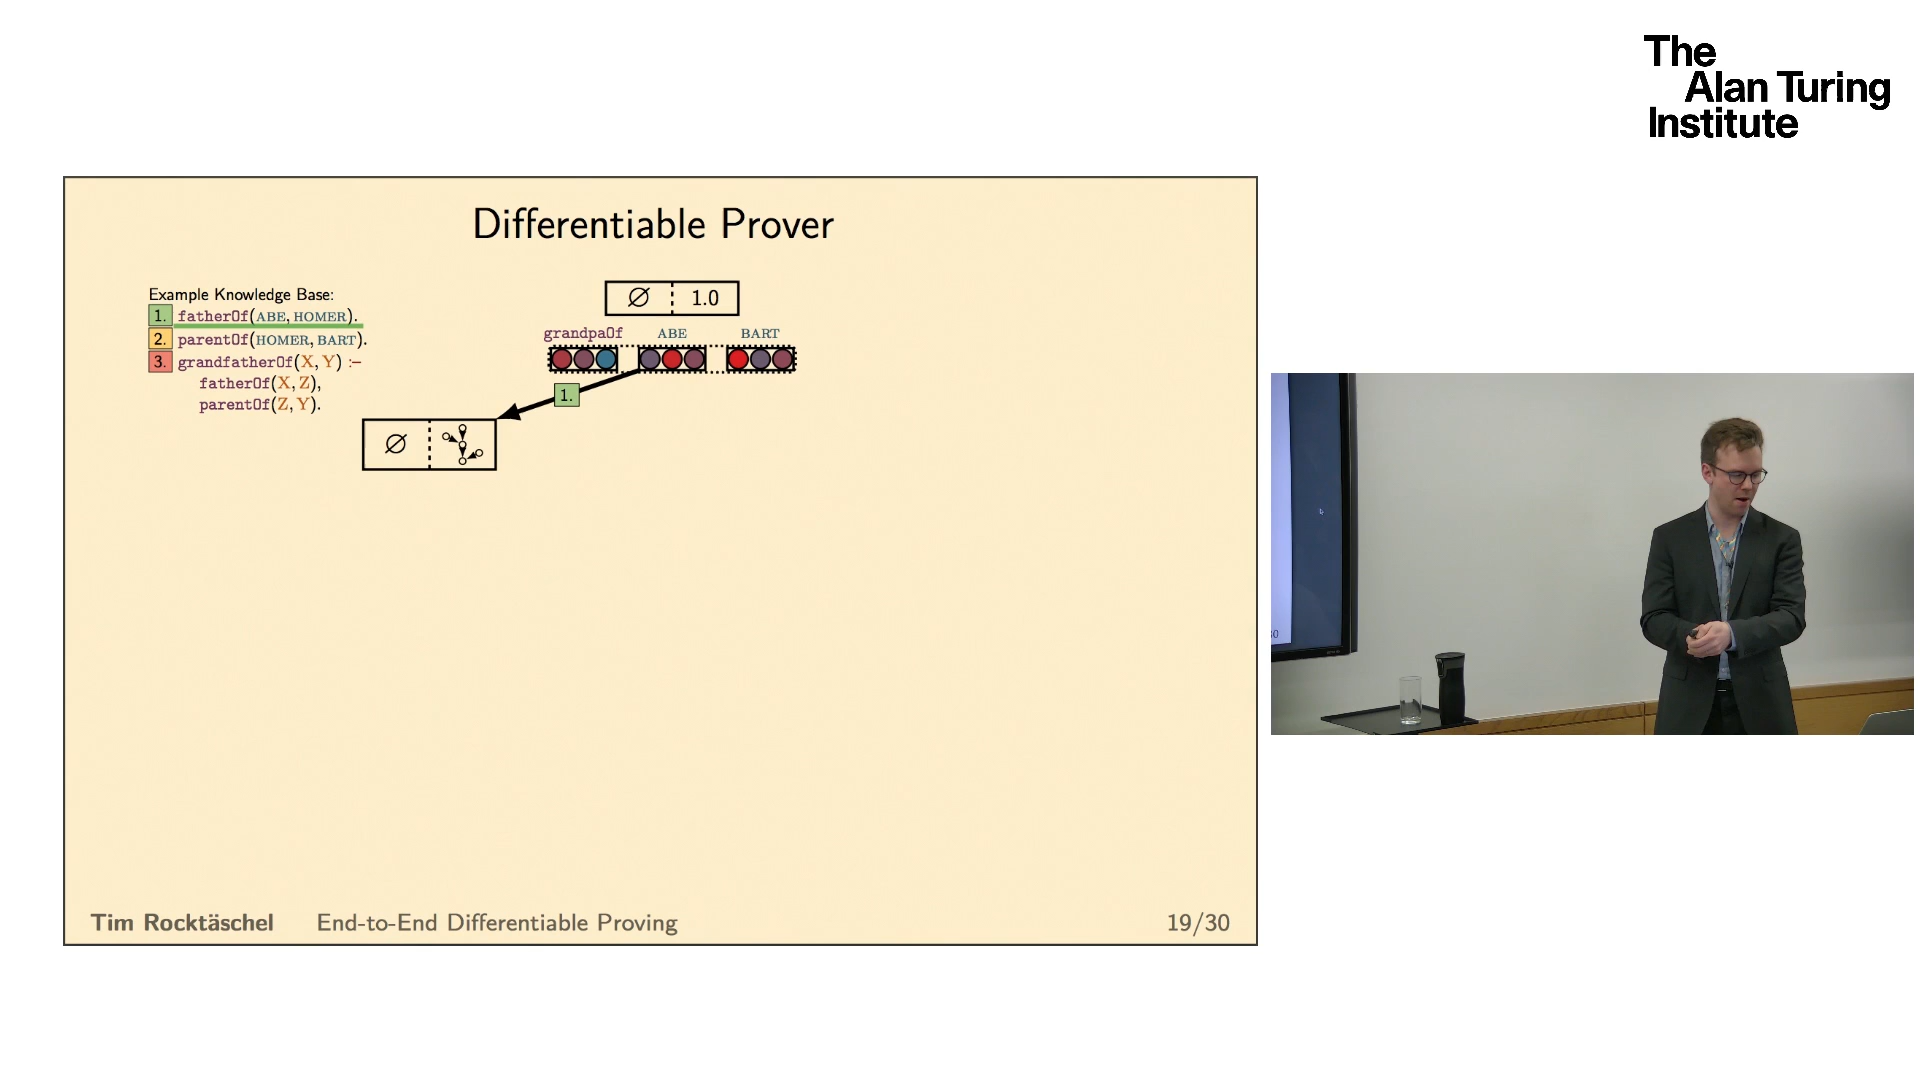 The
Alan Turing
Institute
Differentiable Prover
Example Knowledge Base:
1. fatherOf(ABE, HOMER).
2. parentOf(HOMER, BART).
3. grandfatherOf(X, Y) :–
fatherOf(X, Z),
parentOf(Z, Y).
∅ 1.0
grandpaOf ABE BART
1.
∅
Tim Rocktäschel End-to-End Differentiable Proving 19/30